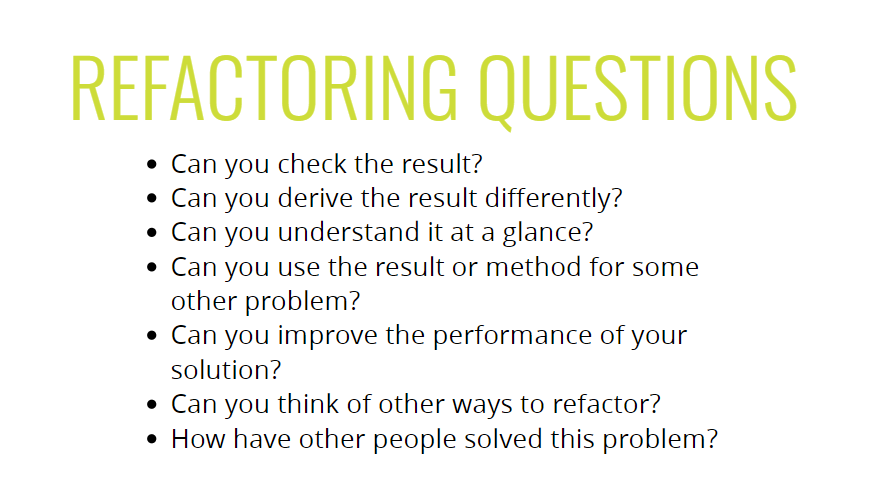 REFACTORING QUESTIONS
• Can you check the result?
• Can you derive the result differently?
• Can you understand it at a glance?
• Can you use the result or method for some
other problem?
• Can you improve the performance of your
solution?
• Can you think of other ways to refactor?
• How have other people solved this problem?